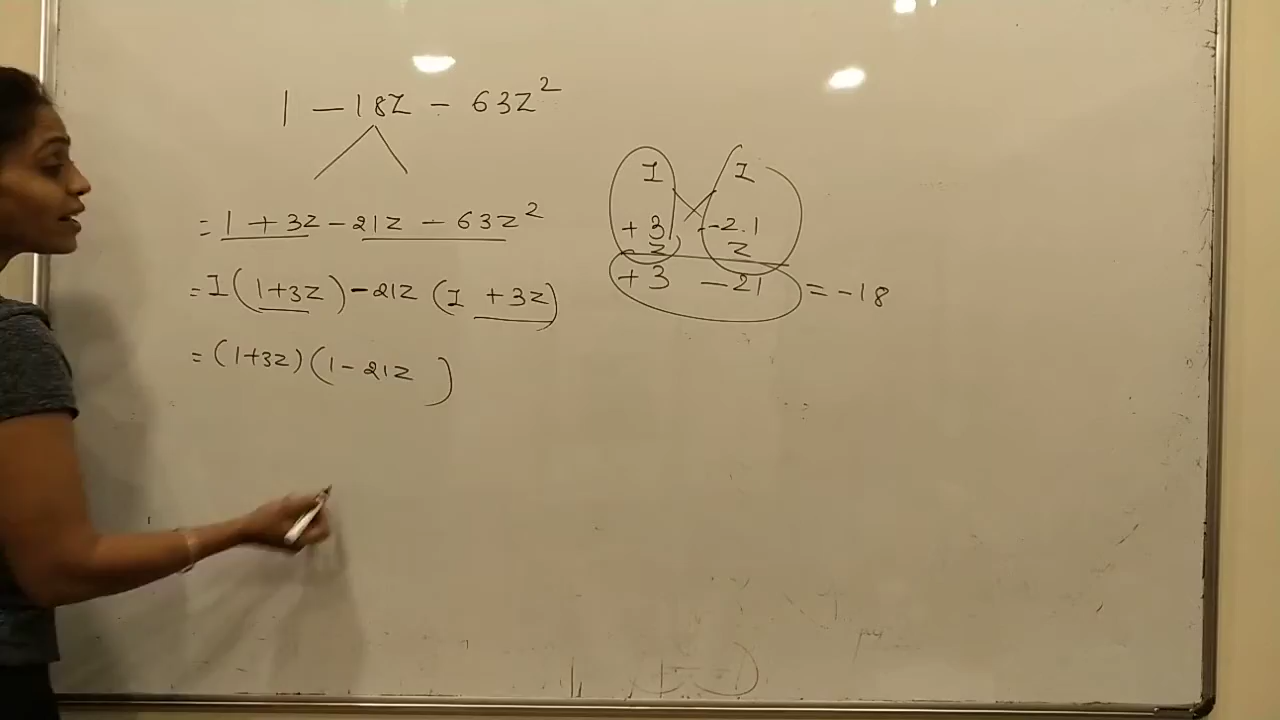 1 - 18z - 63z²
= 1 + 3z - 21z - 63z²
= 1 (1+3z) - 21z (1 + 3z)
= (1+3z) (1 - 21z )
1 1
+ 3 - 21
z z
+3 - 21 = -18